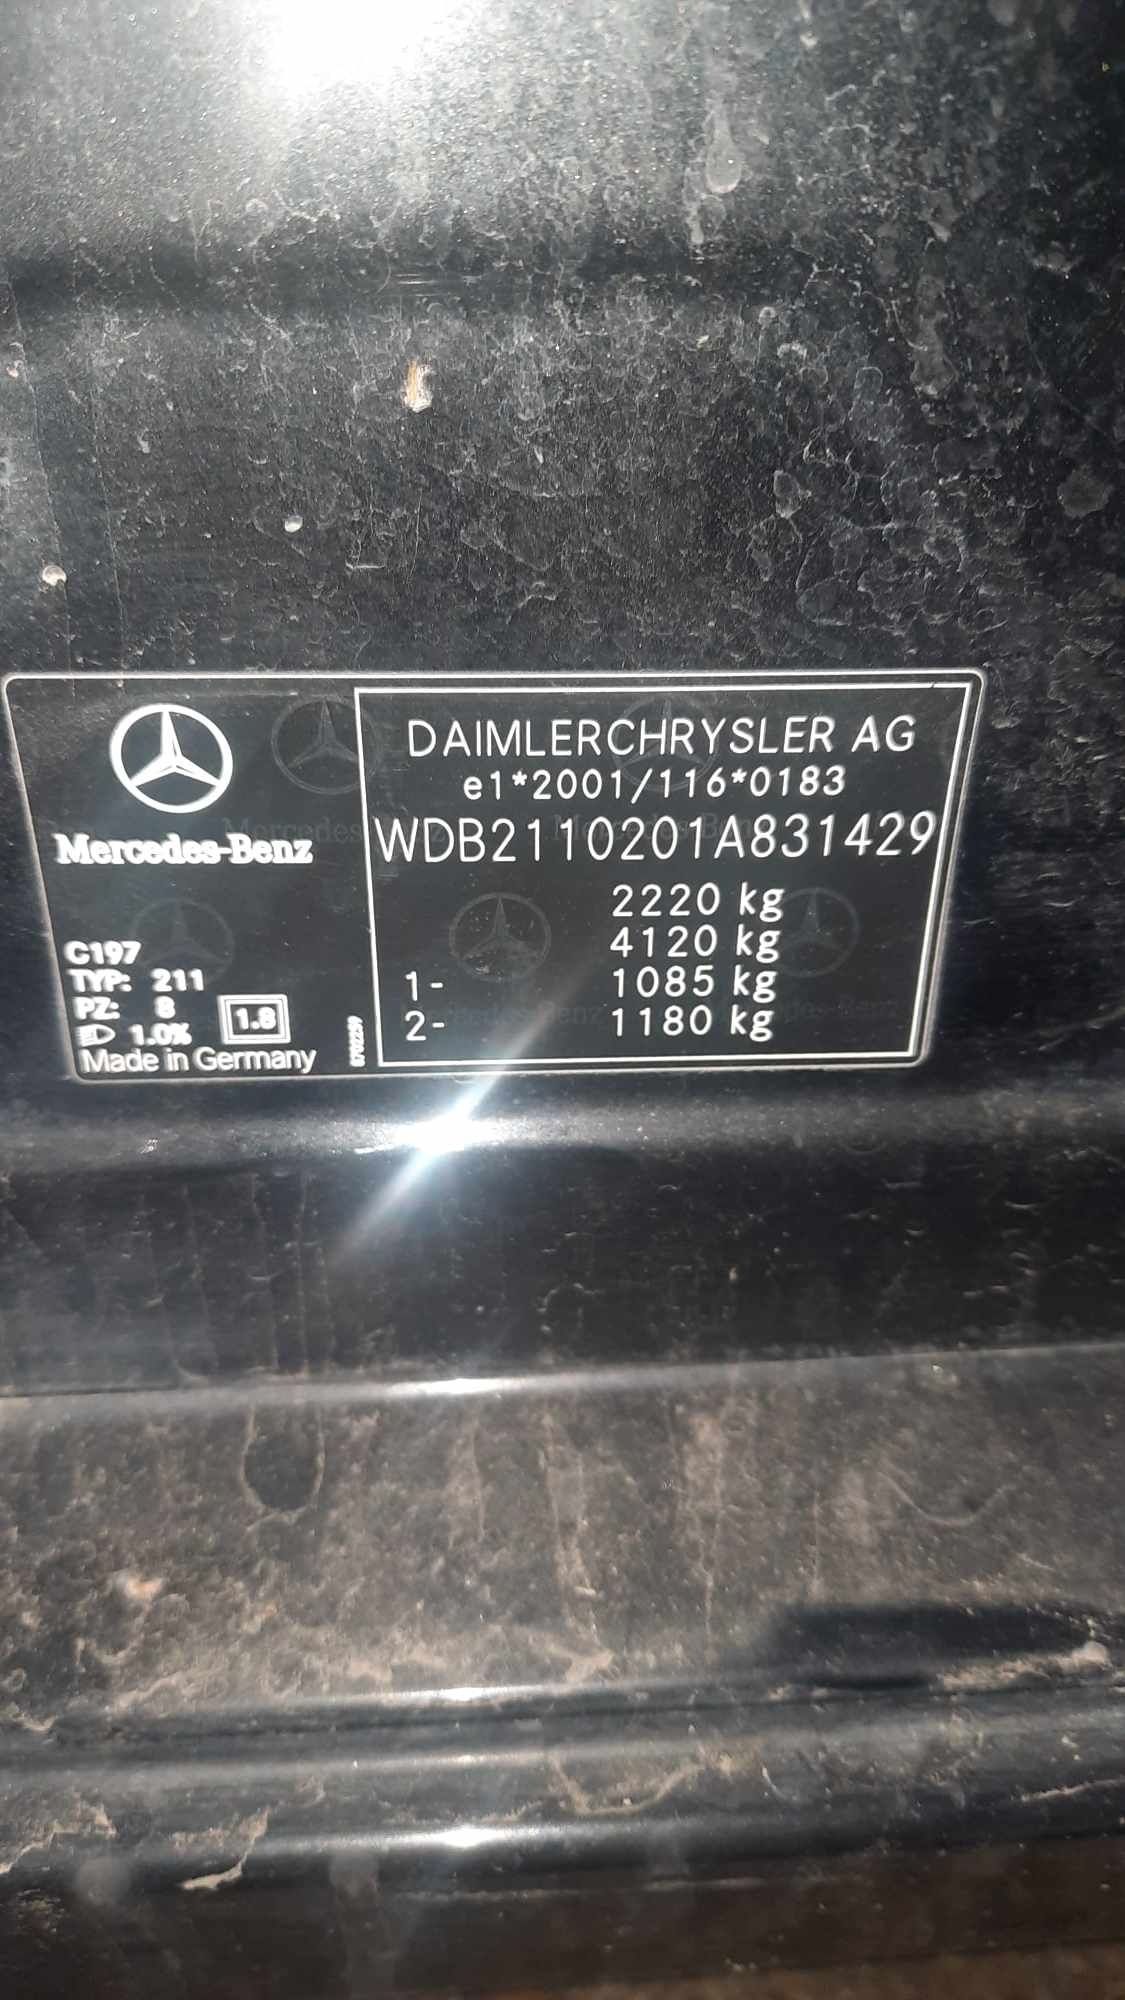 DAIMLERCHRYSLER AG
e1*2001/116*0183
WDB2110201A831429
2220 kg
4120 kg
1- 1085 kg
2- 1180 kg
Mercedes-Benz
C197
TYP: 211
PZ: 8
1.0%
1.8
Made in Germany